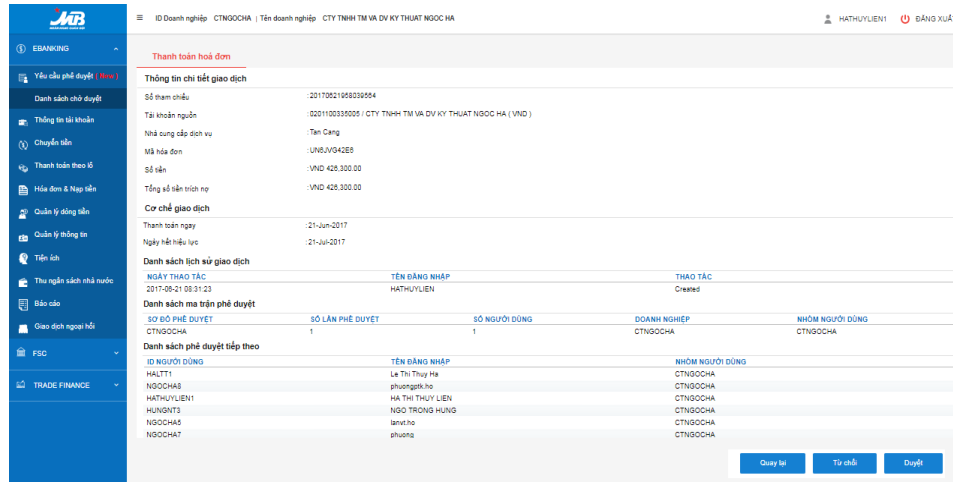 MB
≡ ID Doanh nghiệp CTNGOCHA | Tên doanh nghiệp CTY TNHH TM VA DV KY THUAT NGOC HA
HATHUYLIEN1 ĐĂNG XUẤT
EBANKING
Yêu cầu phê duyệt ( New )
Danh sách chờ duyệt
Thông tin tài khoản
Chuyển tiền
Thanh toán theo lô
Hóa đơn & Nạp tiền
Quản lý dòng tiền
Quản lý thông tin
Tiện ích
Thu ngân sách nhà nước
Báo cáo
Giao dịch ngoại hối
FSC
TRADE FINANCE
Thanh toán hoá đơn
Thông tin chi tiết giao dịch
Số tham chiếu : 20170621968039564
Tài khoản nguồn : 0201100335005 / CTY TNHH TM VA DV KY THUAT NGOC HA ( VND )
Nhà cung cấp dịch vụ : Tan Cang
Mã hóa đơn : UN6JVG42E6
Số tiền : VND 426,300.00
Tổng số tiền trích nợ : VND 426,300.00
Cơ chế giao dịch
Thanh toán ngay : 21-Jun-2017
Ngày hết hiệu lực : 21-Jul-2017
Danh sách lịch sử giao dịch
NGÀY THAO TÁC TÊN ĐĂNG NHẬP THAO TÁC
2017-06-21 08:31:23 HATHUYLIEN Created
Danh sách ma trận phê duyệt
SƠ ĐỒ PHÊ DUYỆT SỐ LẦN PHÊ DUYỆT SỐ NGƯỜI DÙNG DOANH NGHIỆP NHÓM NGƯỜI DÙNG
CTNGOCHA 1 1 CTNGOCHA CTNGOCHA
Danh sách phê duyệt tiếp theo
ID NGƯỜI DÙNG TÊN ĐĂNG NHẬP NHÓM NGƯỜI DÙNG
HALTT1 Le Thi Thuy Ha CTNGOCHA
NGOCHA8 phuongptk.ho CTNGOCHA
HATHUYLIEN1 HA THI THUY LIEN CTNGOCHA
HUNGNT3 NGO TRONG HUNG CTNGOCHA
NGOCHA5 lanvt.ho CTNGOCHA
NGOCHA7 phuong CTNGOCHA
Quay lại Từ chối Duyệt